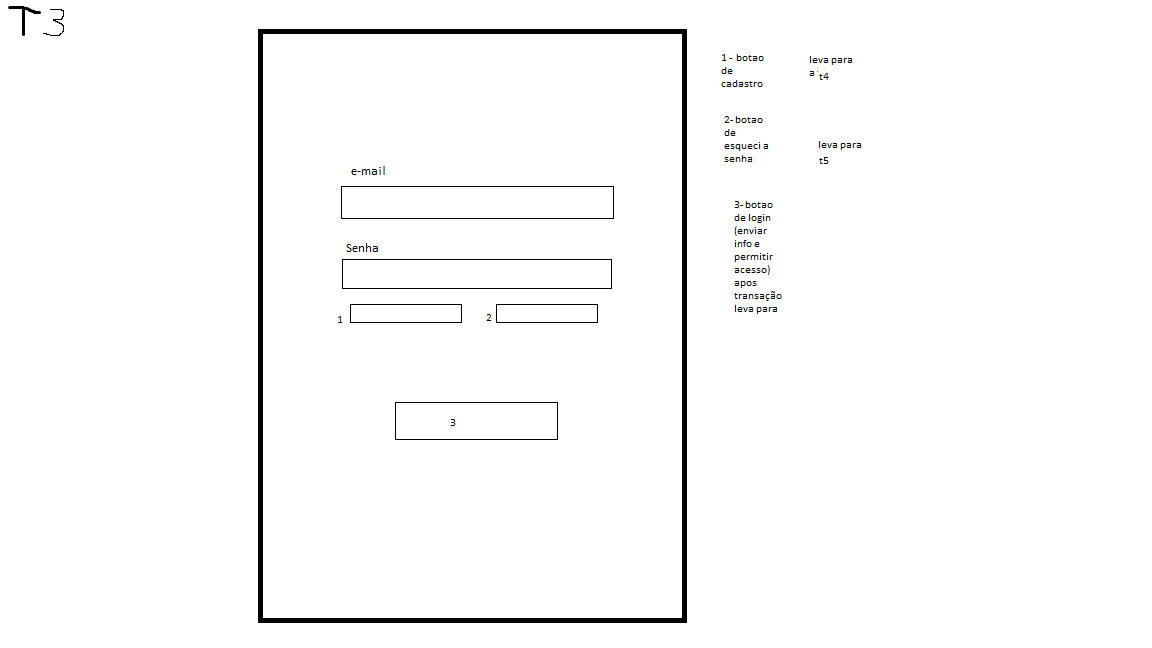 T3
e-mail
Senha
1
2
3
1- botao
de
cadastro
leva para
a t4
2-botao
de
esqueci a
senha
leva para
t5
3-botao
de login
(enviar
info e
permitir
acesso)
apos
transação
leva para